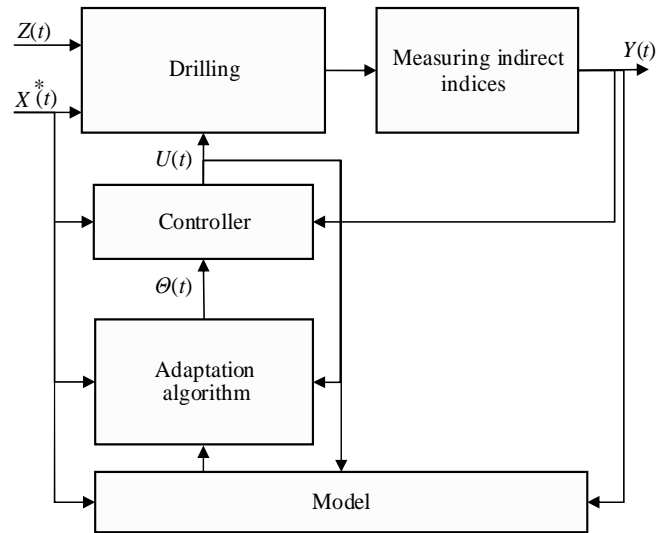 Z(t)
Drilling
Measuring indirect
indices
Y(t)
X*(t)
U(t)
Controller
Θ(t)
Adaptation
algorithm
Model